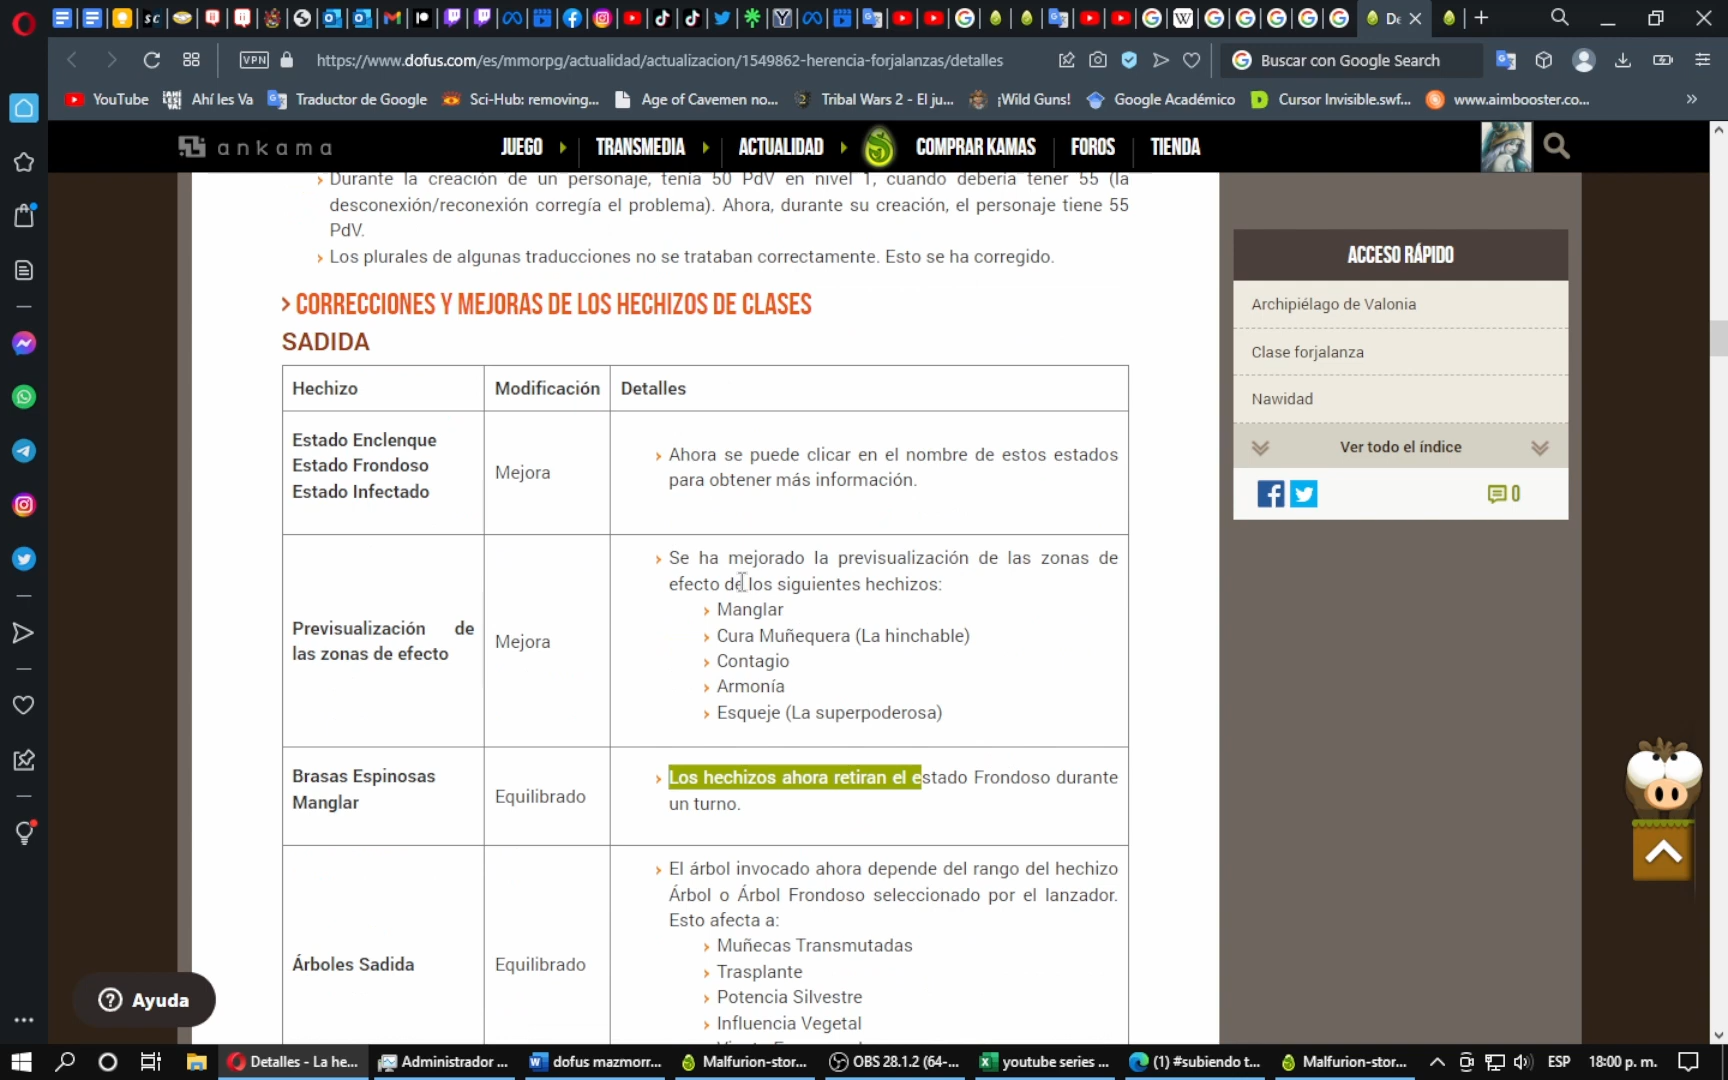 De
https://www.dofus.com/es/mmorpg/actualidad/actualizacion/1549862-herencia-forjalanzas/detalles
VPN
Buscar con Google Search
YouTube
Ahí les Va
Traductor de Google
Sci-Hub: removing...
Age of Cavemen no...
Tribal Wars 2 - El ju...
¡Wild Guns!
Google Académico
Cursor Invisible.swf...
www.aimbooster.co...
ankama
JUEGO
TRANSMEDIA
ACTUALIDAD
COMPRAR KAMAS
FOROS
TIENDA
Durante la creación de un personaje, tenía 50 PdV en nivel 1, cuando debería tener 55 (la
desconexión/reconexión corregía el problema). Ahora, durante su creación, el personaje tiene 55
PdV.
Los plurales de algunas traducciones no se trataban correctamente. Esto se ha corregido.
CORRECCIONES Y MEJORAS DE LOS HECHIZOS DE CLASES
SADIDA
Hechizo
Modificación
Detalles
Estado Enclenque
Estado Frondoso
Estado Infectado
Mejora
Ahora se puede clicar en el nombre de estos estados
para obtener más información.
Previsualización de
las zonas de efecto
Mejora
Se ha mejorado la previsualización de las zonas de
efecto de los siguientes hechizos:
Manglar
Cura Muñequera (La hinchable)
Contagio
Armonía
Esqueje (La superpoderosa)
Brasas Espinosas
Manglar
Equilibrado
Los hechizos ahora retiran el estado Frondoso durante
un turno.
Árboles Sadida
Equilibrado
El árbol invocado ahora depende del rango del hechizo
Árbol o Árbol Frondoso seleccionado por el lanzador.
Esto afecta a:
Muñecas Transmutadas
Trasplante
Potencia Silvestre
Influencia Vegetal
ACCESO RÁPIDO
Archipiélago de Valonia
Clase forjalanza
Nawidad
Ver todo el índice
0
Ayuda
Detalles - La he...
Administrador ...
dofus mazmorr...
Malfurion-stor...
OBS 28.1.2 (64-...
youtube series ...
(1) #subiendo t...
Malfurion-stor...
ESP
18:00 p. m.